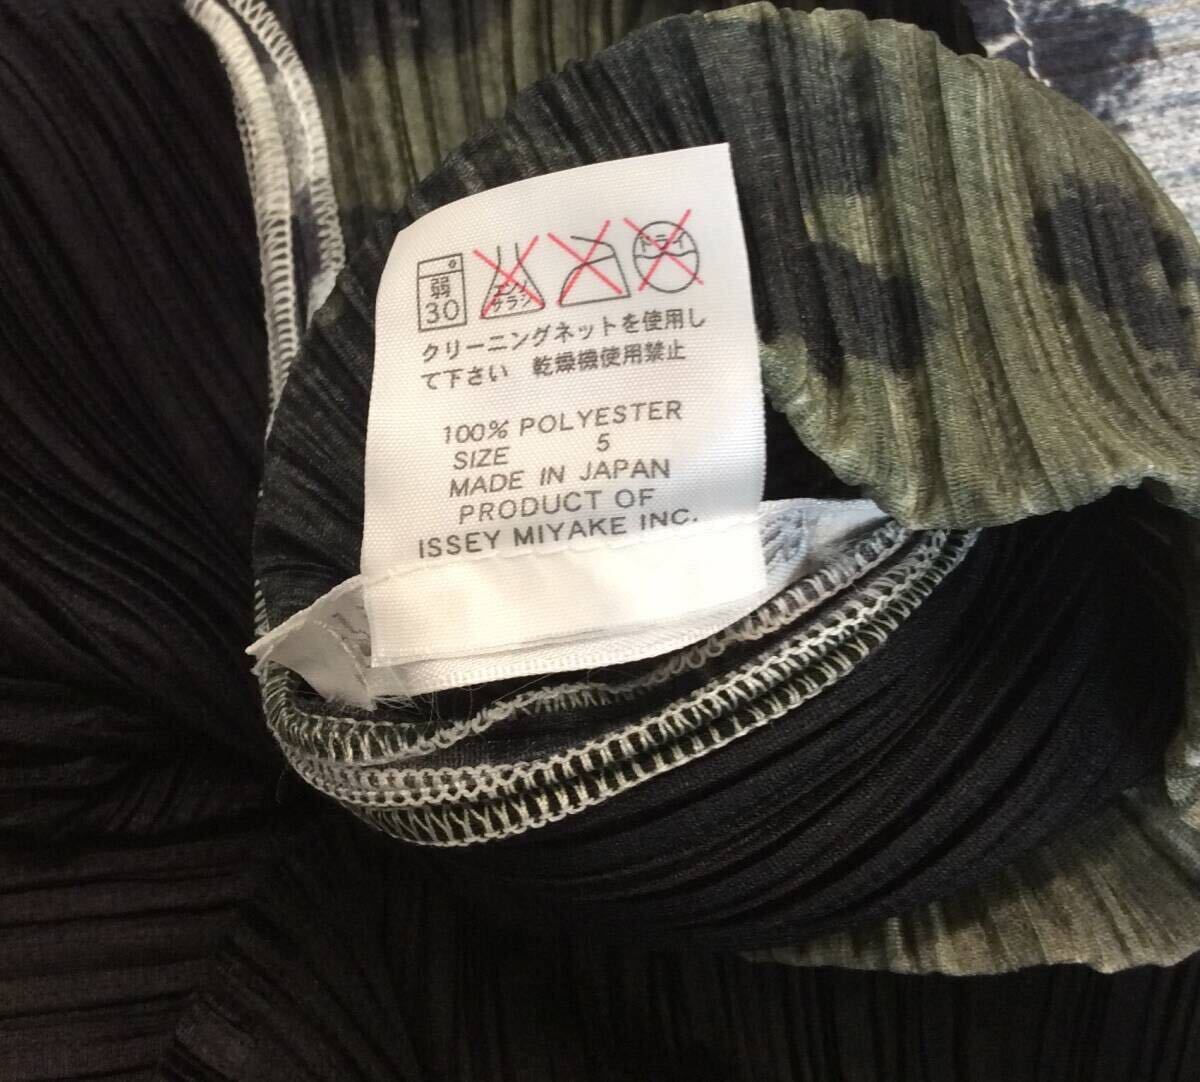 弱
30
エンソ
サラシ
ドライ
クリーニングネットを使用し
て下さい 乾燥機使用禁止
100% POLYESTER
SIZE 5
MADE IN JAPAN
PRODUCT OF
ISSEY MIYAKE INC.